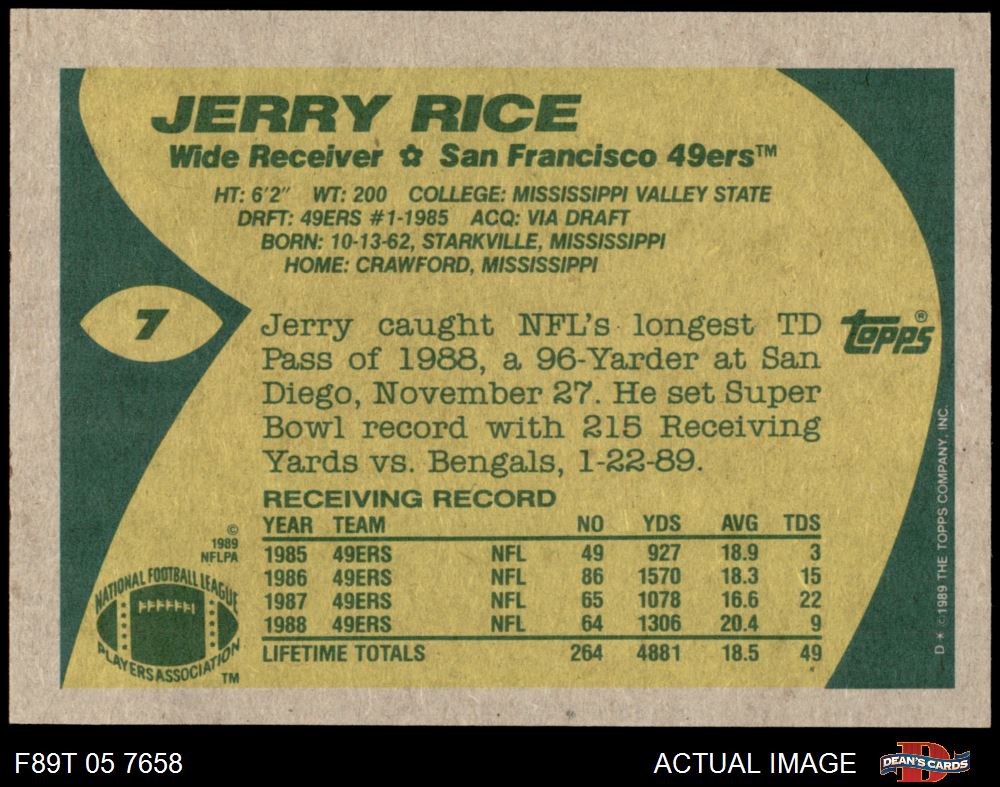 JERRY RICE
Wide Receiver ✿ San Francisco 49ers™
HT: 6'2" WT: 200 COLLEGE: MISSISSIPPI VALLEY STATE
DRFT: 49ERS #1-1985 ACQ: VIA DRAFT
BORN: 10-13-62, STARKVILLE, MISSISSIPPI
HOME: CRAWFORD, MISSISSIPPI
7
Jerry caught NFL's longest TD
Pass of 1988, a 96-Yarder at San
Diego, November 27. He set Super
Bowl record with 215 Receiving
Yards vs. Bengals, 1-22-89.
topps®
RECEIVING RECORD
YEAR TEAM NO YDS AVG TDS
1985 49ERS NFL 49 927 18.9 3
1986 49ERS NFL 86 1570 18.3 15
1987 49ERS NFL 65 1078 16.6 22
1988 49ERS NFL 64 1306 20.4 9
LIFETIME TOTALS 264 4881 18.5 49
©
1989
NFLPA
NATIONAL FOOTBALL LEAGUE
PLAYERS ASSOCIATION
TM
D* ©1989 THE TOPPS COMPANY, INC.
F89T 05 7658
ACTUAL IMAGE
D
DEAN'S CARDS